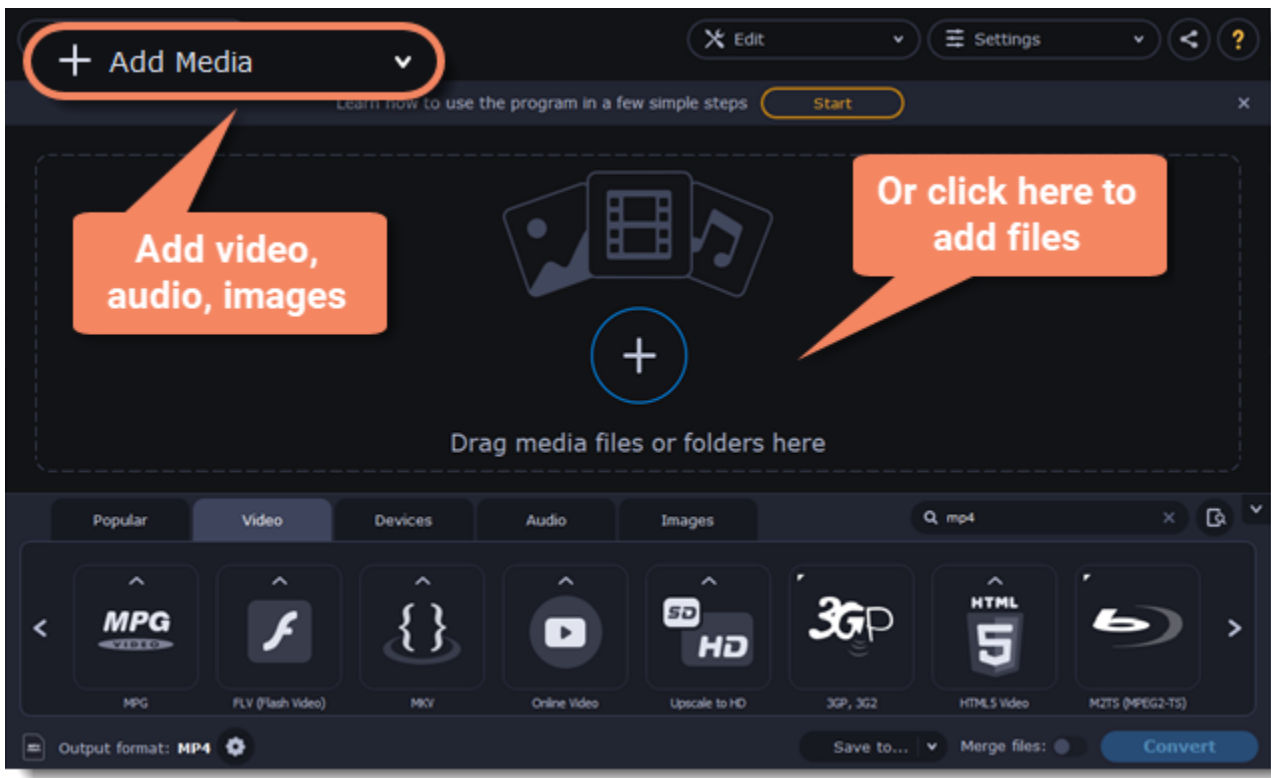 + Add Media
Edit
Settings
?
Learn how to use the program in a few simple steps
Start
Add video,
audio, images
Or click here to
add files
Drag media files or folders here
Popular
Video
Devices
Audio
Images
mp4
MPG
VIDEO
SD
HD
3GP
HTML
5
MPG
FLV (Flash Video)
MKV
Online Video
Upscale to HD
3GP, 3G2
HTML5 Video
M2TS (MPEG2-TS)
Output format: MP4
Save to...
Merge files:
Convert